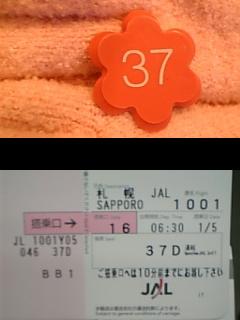 37
札幌 JAL
SAPPORO 1001
搭乗口→ 16 06:30 1/5
JL 1001Y05
046 37D
37D
BB1
ご搭乗口へは10分前までにお越し下さい
JAL